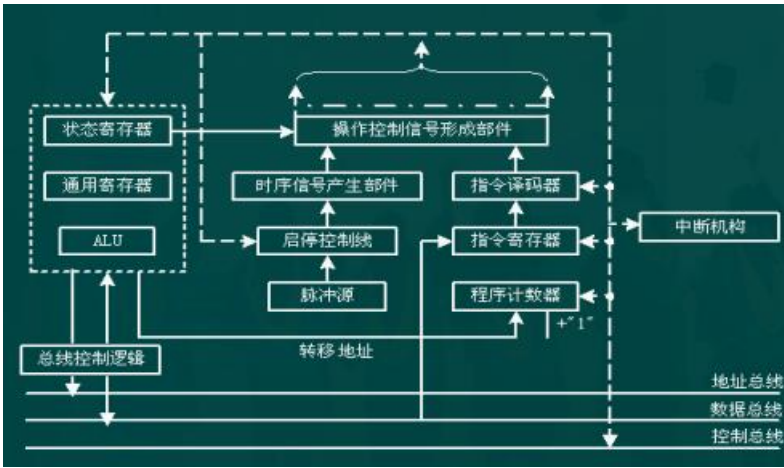 状态寄存器
操作控制信号形成部件
通用寄存器
时序信号产生部件
指令译码器
ALU
启停控制线
指令寄存器
中断机构
脉冲源
程序计数器
+"1"
转移地址
总线控制逻辑
地址总线
数据总线
控制总线